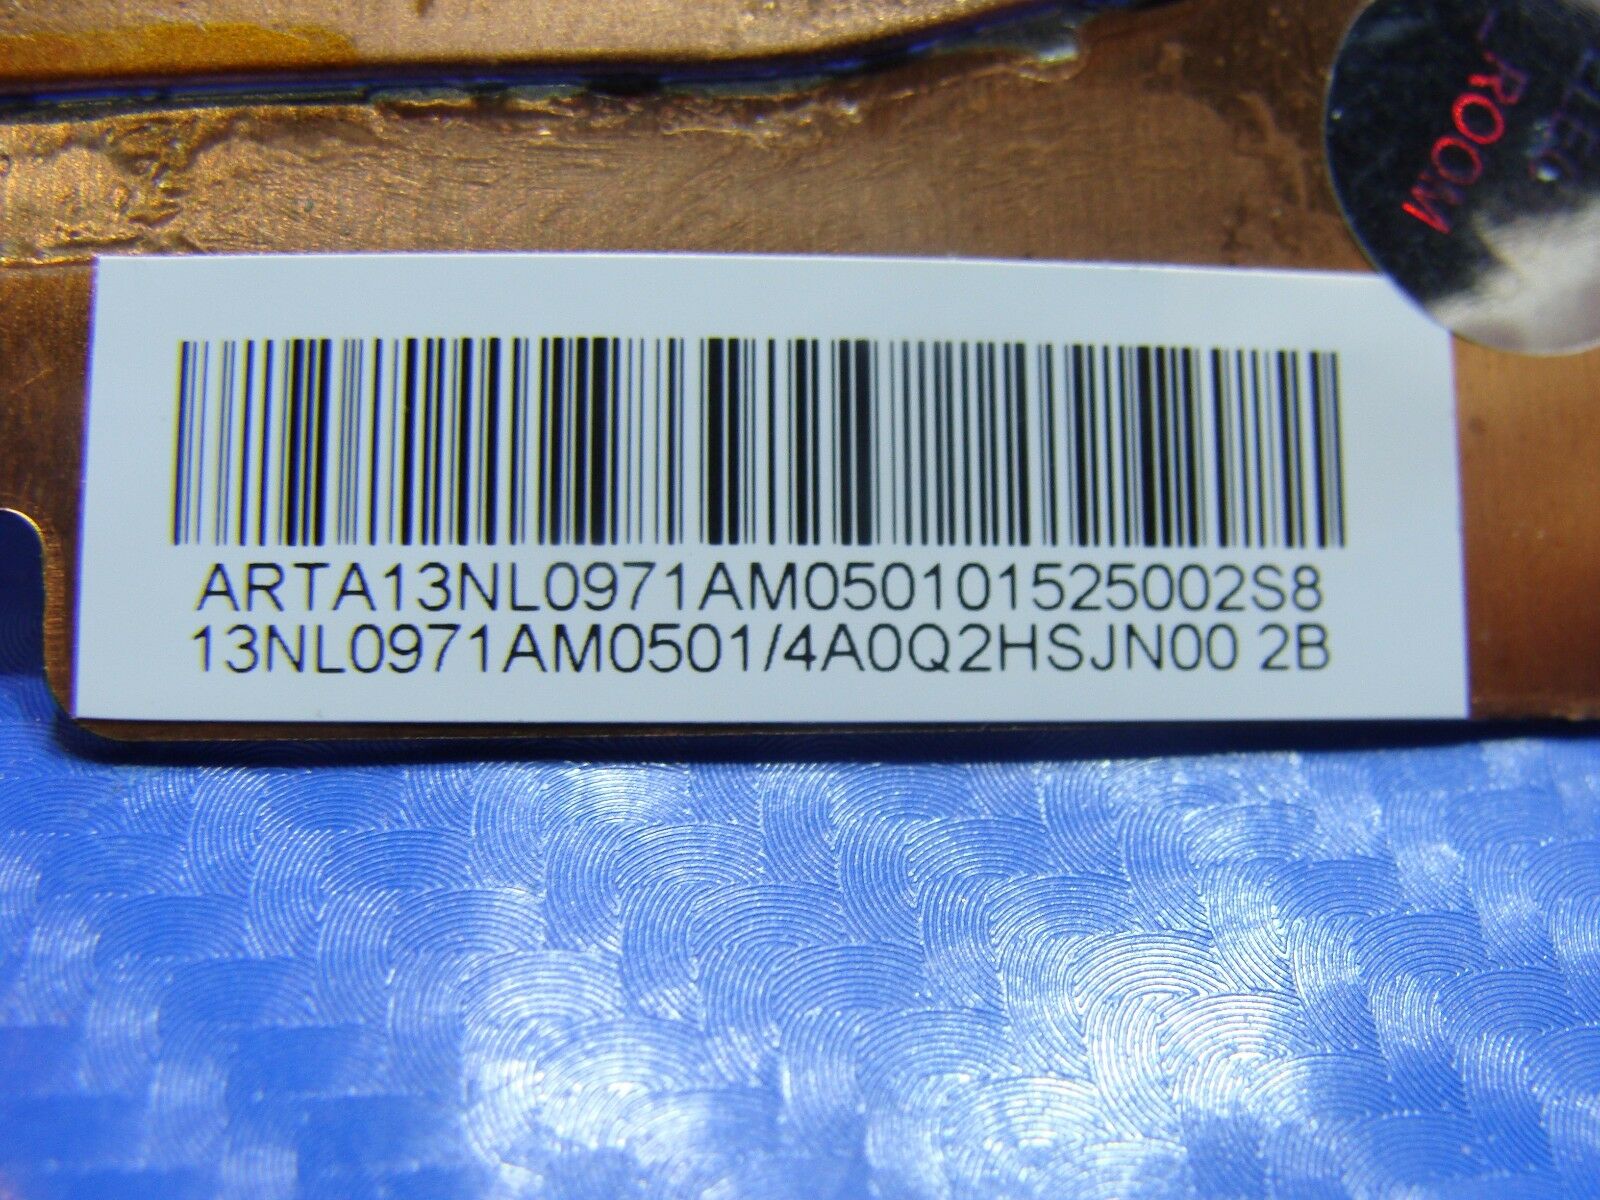 ROOM
ARTA13NL0971AM050101525002S8
13NL0971AM0501/4A0Q2HSJN00 2B